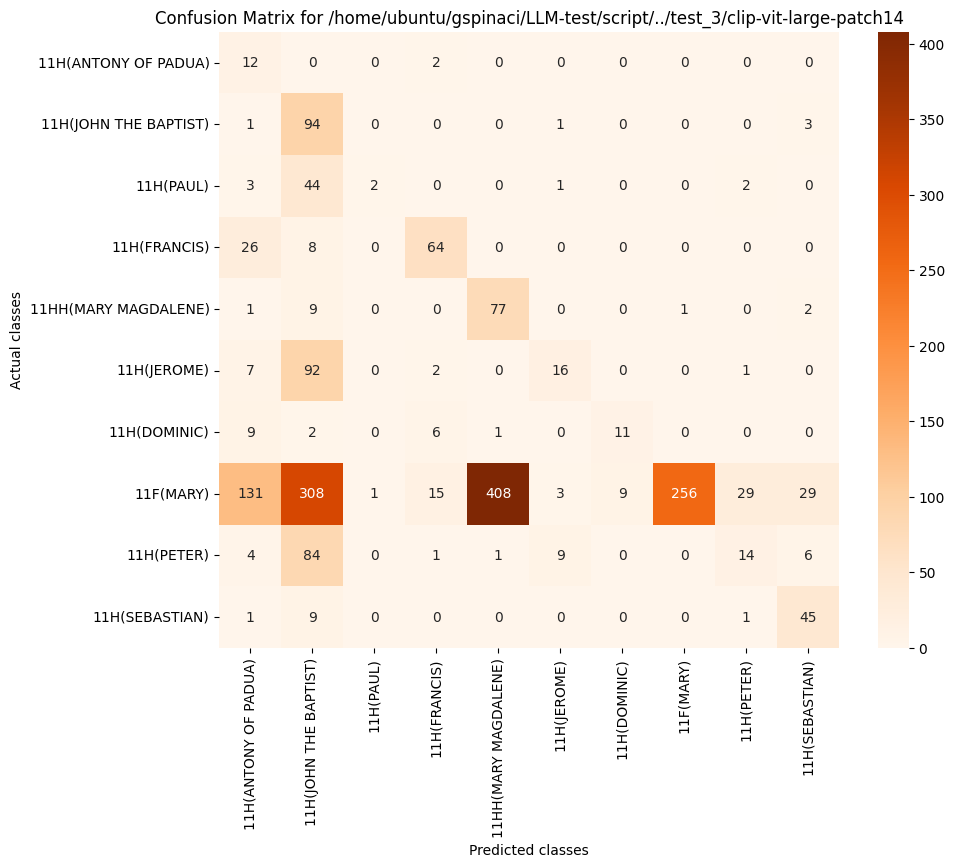 Confusion Matrix for /home/ubuntu/gspinaci/LLM-test/script/../test_3/clip-vit-large-patch14
Actual classes
11H(ANTONY OF PADUA) 12 0 0 2 0 0 0 0 0 0
11H(JOHN THE BAPTIST) 1 94 0 0 0 1 0 0 0 3
11H(PAUL) 3 44 2 0 0 1 0 0 2 0
11H(FRANCIS) 26 8 0 64 0 0 0 0 0 0
11HH(MARY MAGDALENE) 1 9 0 0 77 0 0 1 0 2
11H(JEROME) 7 92 0 2 0 16 0 0 1 0
11H(DOMINIC) 9 2 0 6 1 0 11 0 0 0
11F(MARY) 131 308 1 15 408 3 9 256 29 29
11H(PETER) 4 84 0 1 1 9 0 0 14 6
11H(SEBASTIAN) 1 9 0 0 0 0 0 0 1 45
11H(ANTONY OF PADUA)
11H(JOHN THE BAPTIST)
11H(PAUL)
11H(FRANCIS)
11HH(MARY MAGDALENE)
11H(JEROME)
11H(DOMINIC)
11F(MARY)
11H(PETER)
11H(SEBASTIAN)
Predicted classes
400
350
300
250
200
150
100
50
0